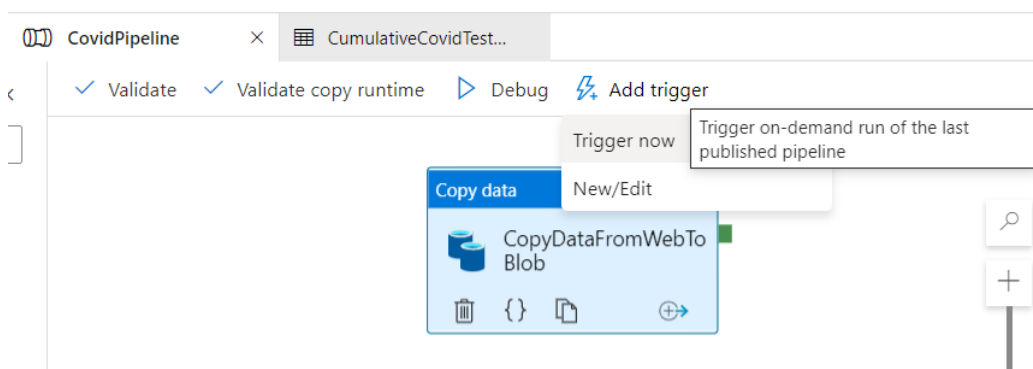 CovidPipeline
CumulativeCovidTest...
Validate
Validate copy runtime
Debug
Add trigger
Trigger now
Trigger on-demand run of the last
published pipeline
New/Edit
Copy data
CopyDataFromWebTo
Blob
{}